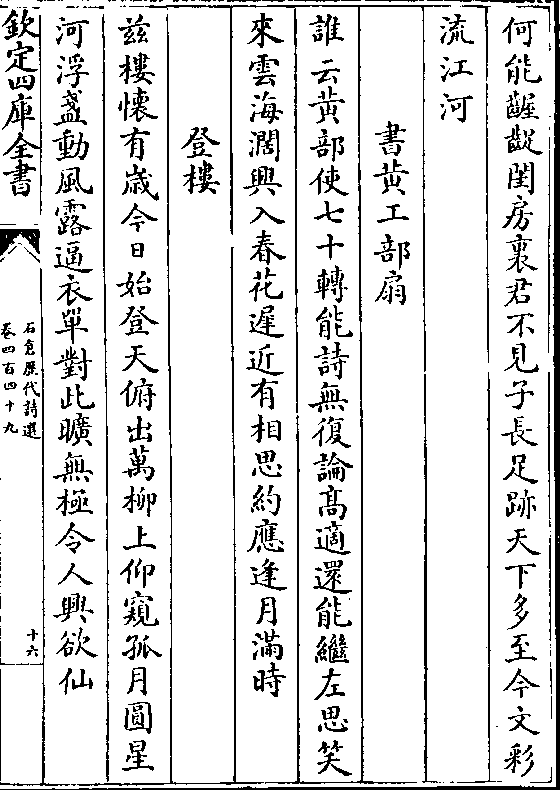 何能齷齪閨房裏君不見子長足跡天下多至今文彩
流江河
書黃工部扇
誰云黃部使七十轉能詩無復論高適還能繼左思笑
來雲海濶興入春花遲近有相思約應逢月滿時
登樓
兹樓懷有歲今日始登天俯出萬柳上仰窺孤月圓星
河浮盞動風露逼衣單對此曠無極令人興欲仙
欽定四庫全書
石倉歷代詩選
卷四百四十九
十六